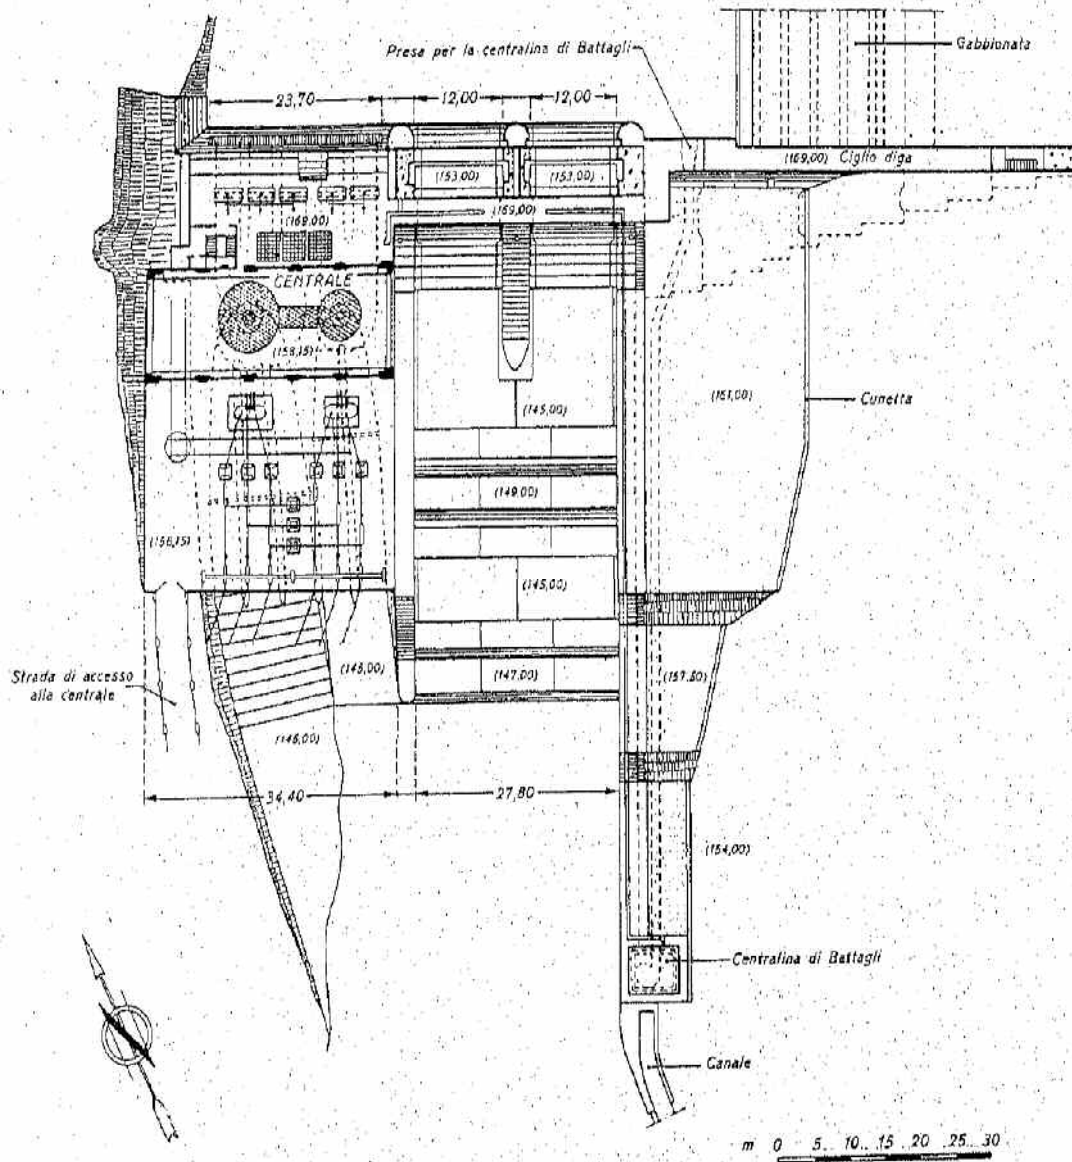 Presa per la centralina di Battagli
Gabbionata
23,70
12,00
12,00
(169,00) Ciglio diga
(153,00)
(153,00)
(169,00)
(169,00)
CENTRALE
(158,15)
(161,00)
Cunetta
(145,00)
(149,00)
(158,15)
(145,00)
Strada di accesso
alla centrale
(147,00)
(157,50)
(146,00)
34,40
27,80
(154,00)
Centralina di Battagli
Canale
m 0 5 10 15 20 25 30